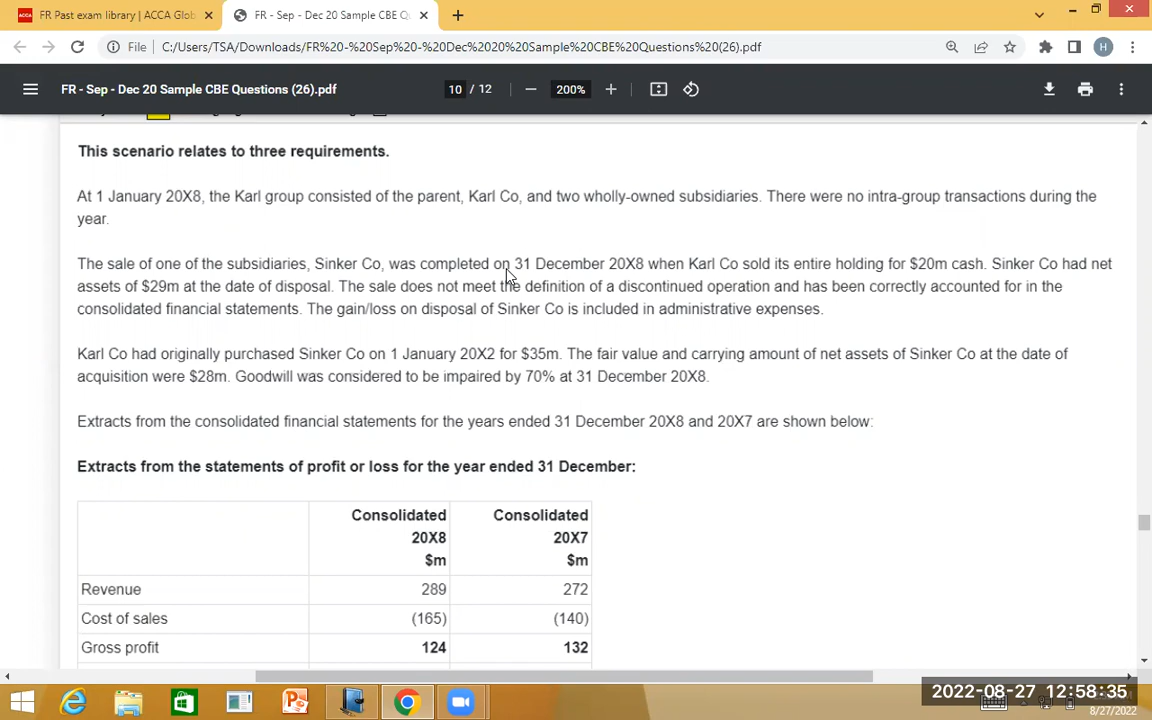 FR Past exam library | ACCA Glob
FR - Sep - Dec 20 Sample CBE Qu
File
C:/Users/TSA/Downloads/FR%20-%20Sep%20-%20Dec%2020%20Sample%20CBE%20Questions%20(26).pdf
H
FR - Sep - Dec 20 Sample CBE Questions (26).pdf
10 / 12
200%
This scenario relates to three requirements.
At 1 January 20X8, the Karl group consisted of the parent, Karl Co, and two wholly-owned subsidiaries. There were no intra-group transactions during the
year.
The sale of one of the subsidiaries, Sinker Co, was completed on 31 December 20X8 when Karl Co sold its entire holding for $20m cash. Sinker Co had net
assets of $29m at the date of disposal. The sale does not meet the definition of a discontinued operation and has been correctly accounted for in the
consolidated financial statements. The gain/loss on disposal of Sinker Co is included in administrative expenses.
Karl Co had originally purchased Sinker Co on 1 January 20X2 for $35m. The fair value and carrying amount of net assets of Sinker Co at the date of
acquisition were $28m. Goodwill was considered to be impaired by 70% at 31 December 20X8.
Extracts from the consolidated financial statements for the years ended 31 December 20X8 and 20X7 are shown below:
Extracts from the statements of profit or loss for the year ended 31 December:
Consolidated Consolidated
20X8 20X7
$m $m
Revenue 289 272
Cost of sales (165) (140)
Gross profit 124 132
2022-08-27 12:58:35
8/27/2022